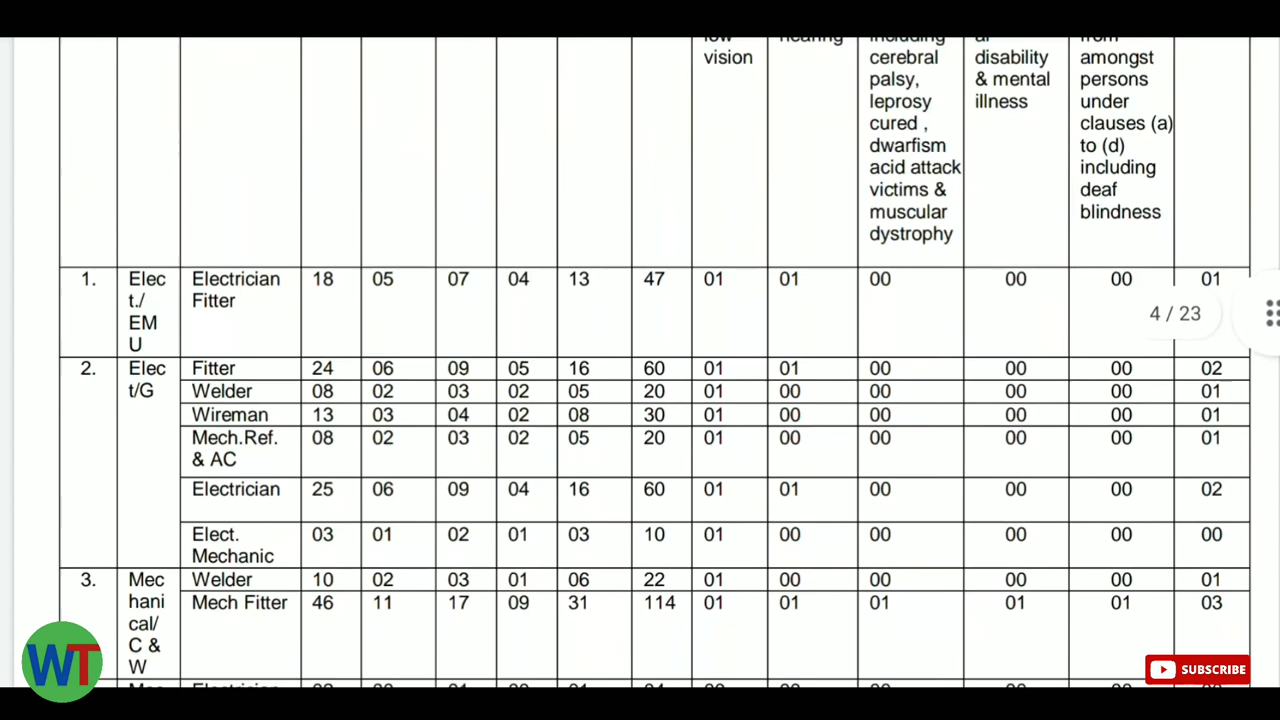 vision
cerebral
palsy,
leprosy
cured ,
dwarfism
acid attack
victims &
muscular
dystrophy
disability
& mental
illness
amongst
persons
under
clauses (a)
to (d)
including
deaf
blindness
1. Elec Electrician 18 05 07 04 13 47 01 01 00 00 00 01
t./ Fitter
EM
U
4 / 23
2. Elec Fitter 24 06 09 05 16 60 01 01 00 00 00 02
t/G Welder 08 02 03 02 05 20 01 00 00 00 00 01
Wireman 13 03 04 02 08 30 01 00 00 00 00 01
Mech.Ref. 08 02 03 02 05 20 01 00 00 00 00 01
& AC
Electrician 25 06 09 04 16 60 01 01 00 00 00 02
Elect. 03 01 02 01 03 10 01 00 00 00 00 00
Mechanic
3. Mec Welder 10 02 03 01 06 22 01 00 00 00 00 01
hani Mech Fitter 46 11 17 09 31 114 01 01 01 01 01 03
cal/
C &
W
WT
SUBSCRIBE